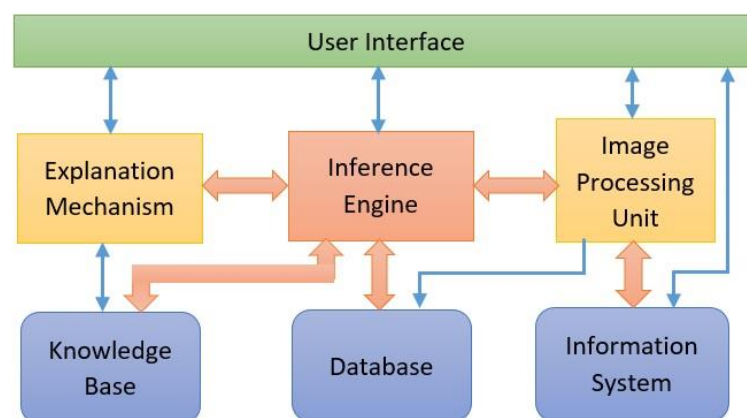 User Interface
Explanation
Mechanism
Inference
Engine
Image
Processing
Unit
Knowledge
Base
Database
Information
System